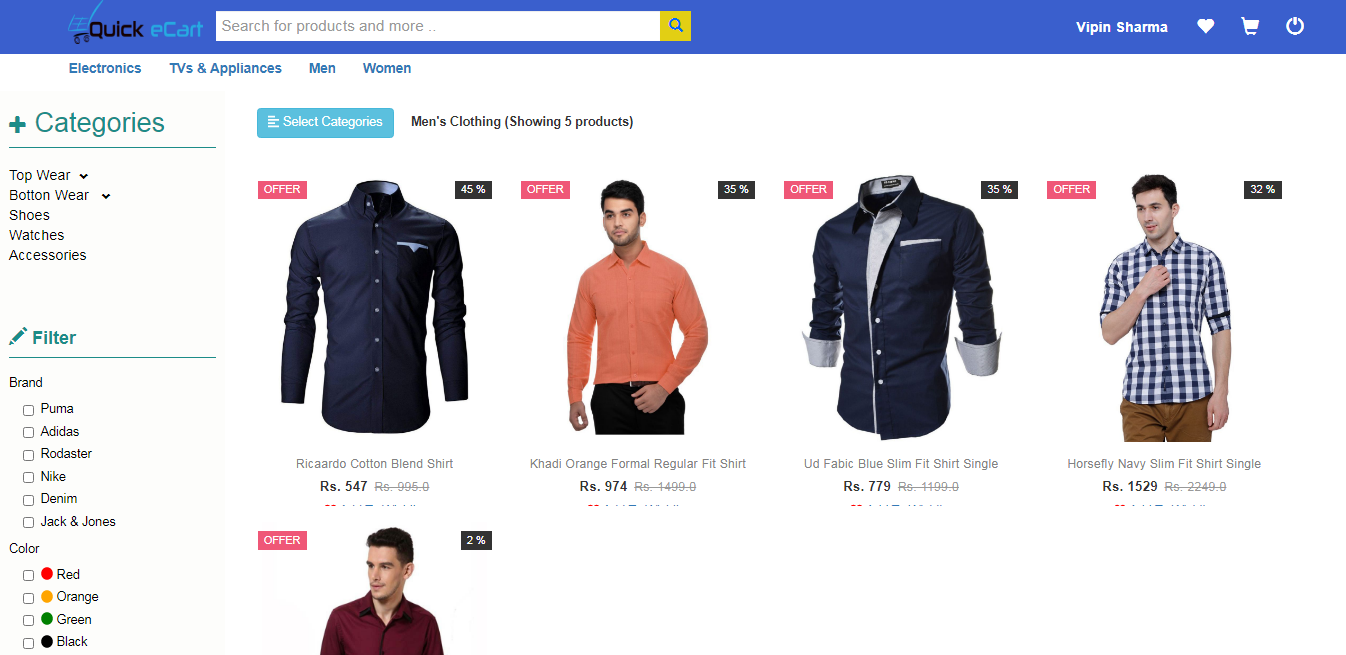 Quick eCart
Search for products and more ..
Vipin Sharma
Electronics TVs & Appliances Men Women
Categories
Select Categories
Men's Clothing (Showing 5 products)
Top Wear
Botton Wear
Shoes
Watches
Accessories
Filter
Brand
Puma
Adidas
Rodaster
Nike
Denim
Jack & Jones
Color
Red
Orange
Green
Black
OFFER 45 %
Ricaardo Cotton Blend Shirt
Rs. 547 Rs. 995.0
OFFER 35 %
Khadi Orange Formal Regular Fit Shirt
Rs. 974 Rs. 1499.0
OFFER 35 %
Ud Fabic Blue Slim Fit Shirt Single
Rs. 779 Rs. 1199.0
OFFER 32 %
Horsefly Navy Slim Fit Shirt Single
Rs. 1529 Rs. 2249.0
OFFER 2 %